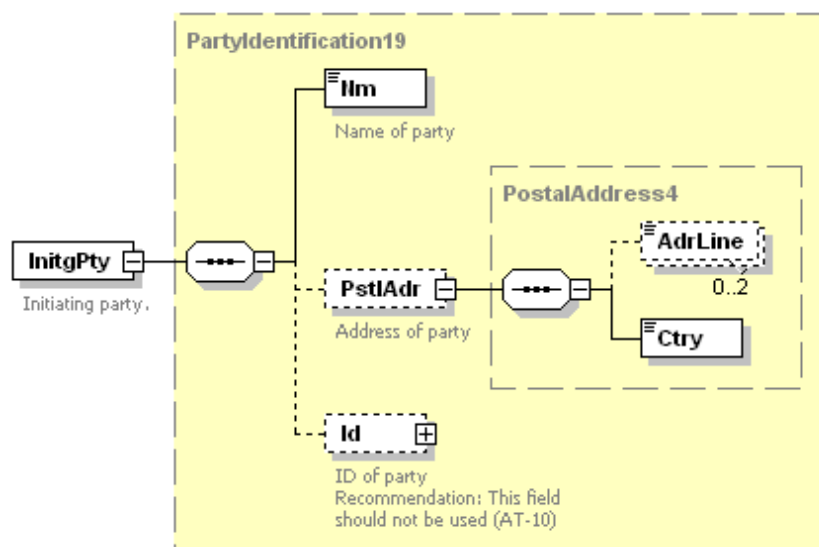 PartyIdentification19
Nm
Name of party
PostalAddress4
AdrLine
0..2
InitgPty
Initiating party.
PstlAdr
Address of party
Ctry
Id
ID of party
Recommendation: This field
should not be used (AT-10)